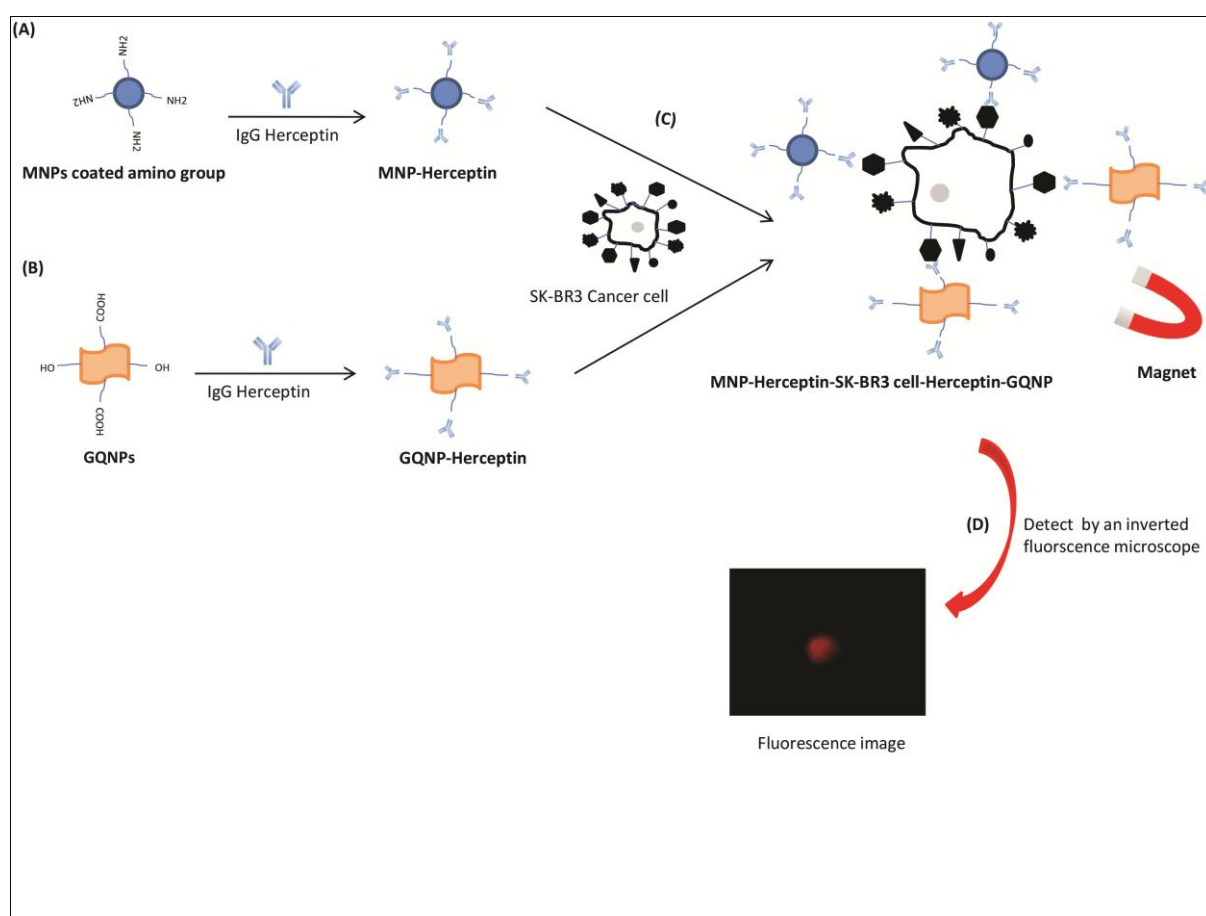 (A)
NH2
NH2
NH2
NH2
IgG Herceptin
MNPs coated amino group
MNP-Herceptin
(C)
SK-BR3 Cancer cell
(B)
HOOC
HO
OH
COOH
IgG Herceptin
GQNPs
GQNP-Herceptin
MNP-Herceptin-SK-BR3 cell-Herceptin-GQNP
Magnet
(D)
Detect by an inverted
fluorscence microscope
Fluorescence image